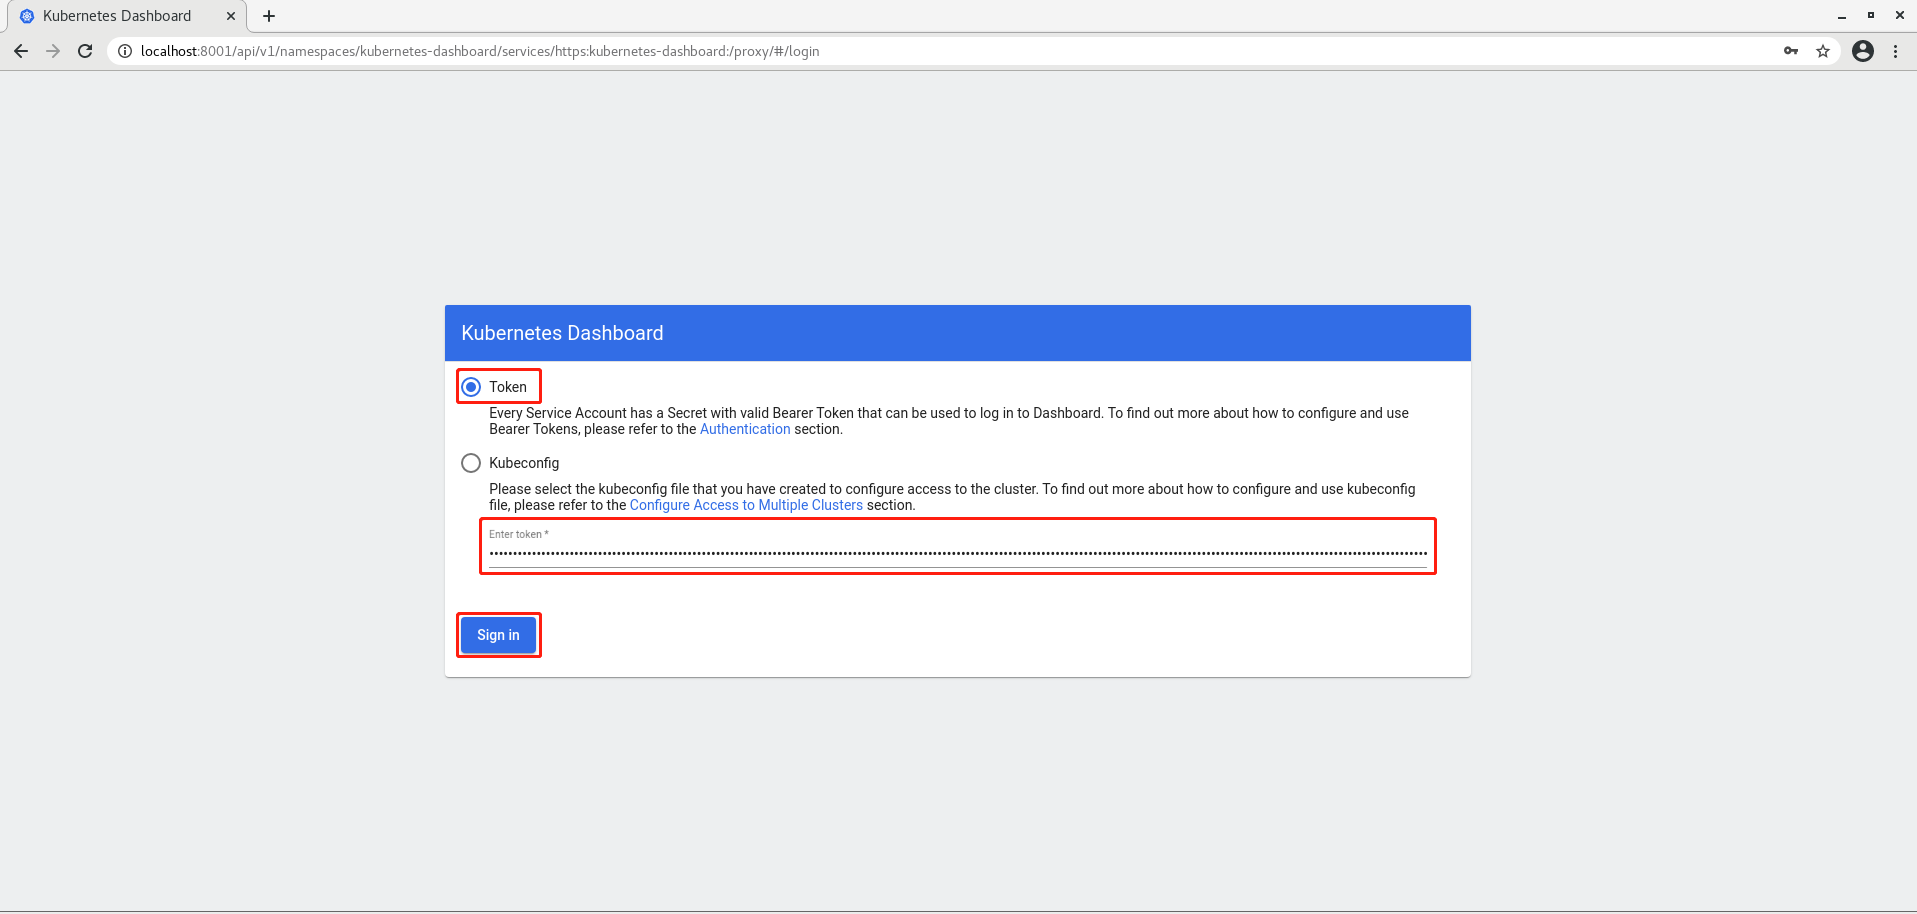 Kubernetes Dashboard
localhost:8001/api/v1/namespaces/kubernetes-dashboard/services/https:kubernetes-dashboard:/proxy/#/login
Kubernetes Dashboard
Token
Every Service Account has a Secret with valid Bearer Token that can be used to log in to Dashboard. To find out more about how to configure and use
Bearer Tokens, please refer to the Authentication section.
Kubeconfig
Please select the kubeconfig file that you have created to configure access to the cluster. To find out more about how to configure and use kubeconfig
file, please refer to the Configure Access to Multiple Clusters section.
Enter token *
Sign in